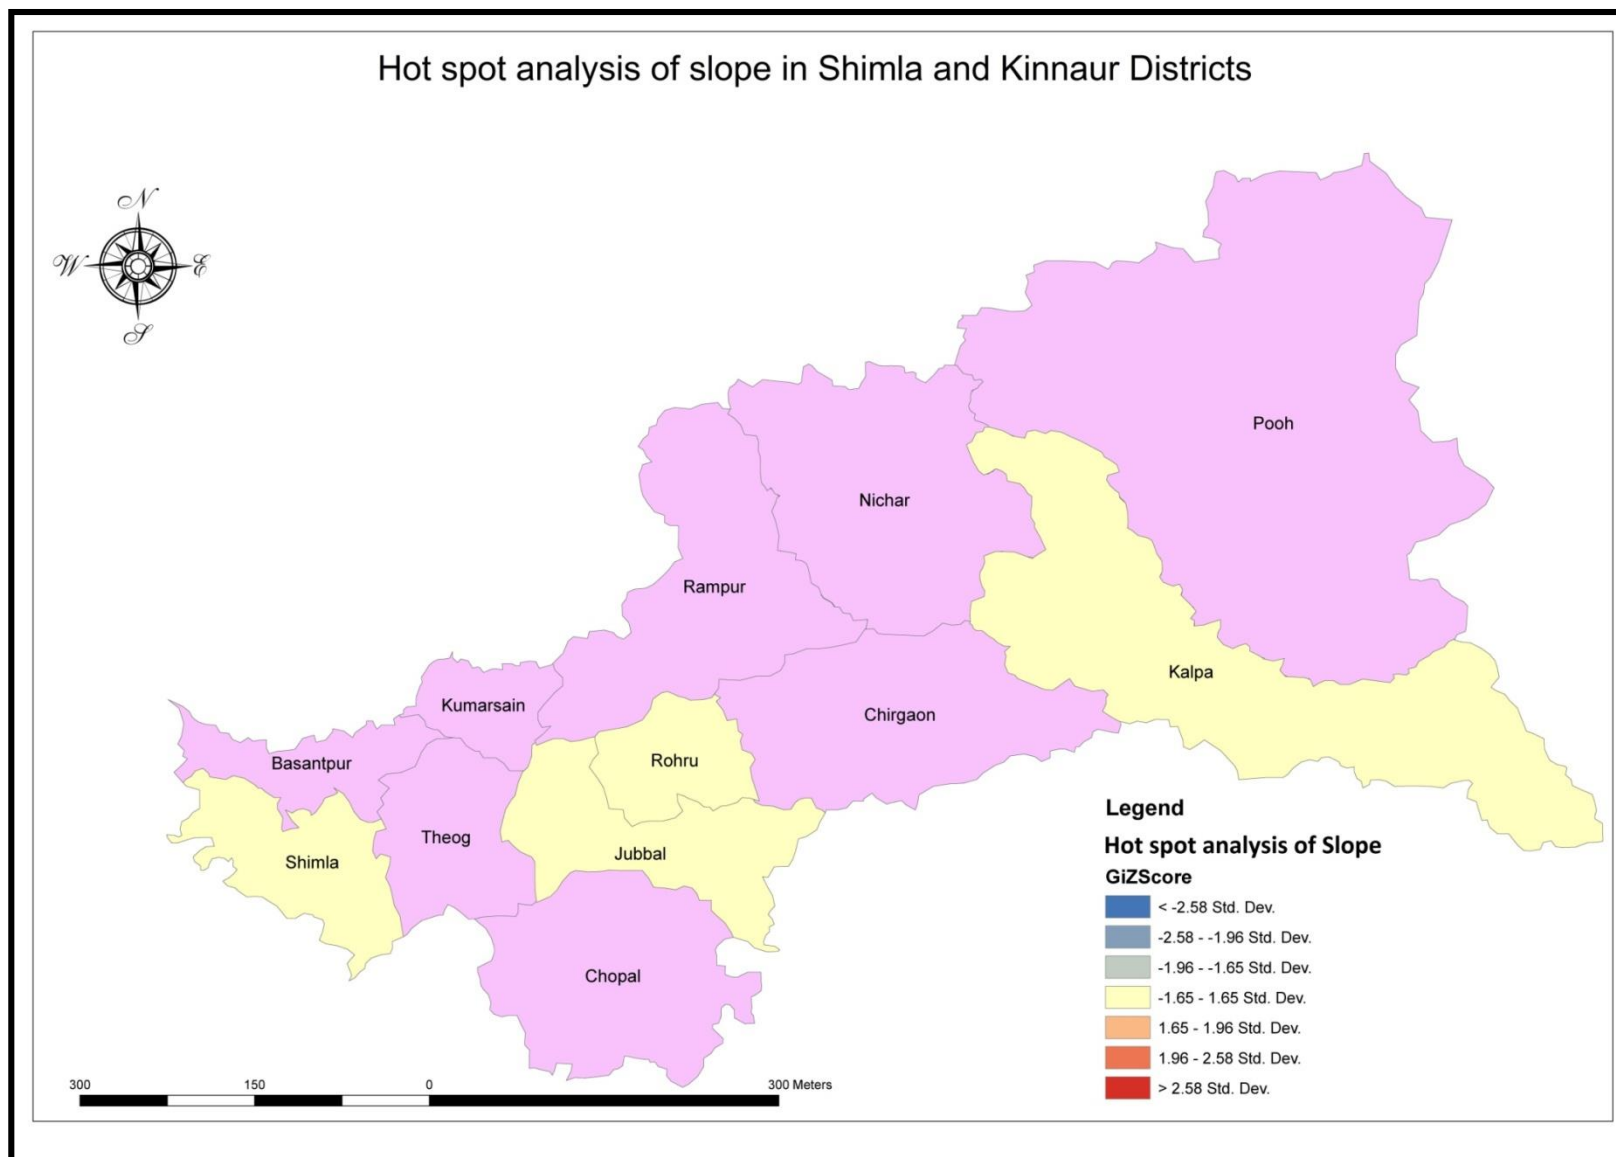 Hot spot analysis of slope in Shimla and Kinnaur Districts
N
W E
S
Pooh
Nichar
Rampur
Kalpa
Kumarsain
Chirgaon
Basantpur
Rohru
Theog
Jubbal
Shimla
Chopal
Legend
Hot spot analysis of Slope
GiZScore
< -2.58 Std. Dev.
-2.58 - -1.96 Std. Dev.
-1.96 - -1.65 Std. Dev.
-1.65 - 1.65 Std. Dev.
1.65 - 1.96 Std. Dev.
1.96 - 2.58 Std. Dev.
> 2.58 Std. Dev.
300 150 0 300 Meters